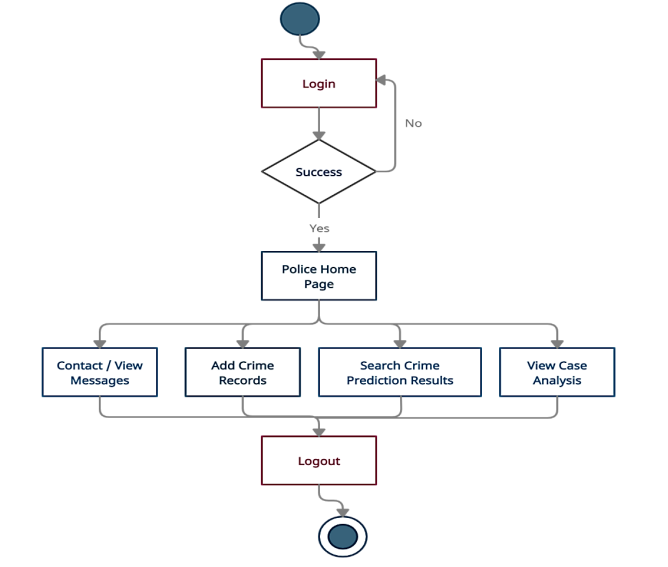 Login
No
Success
Yes
Police Home
Page
Contact / View
Messages
Add Crime
Records
Search Crime
Prediction Results
View Case
Analysis
Logout